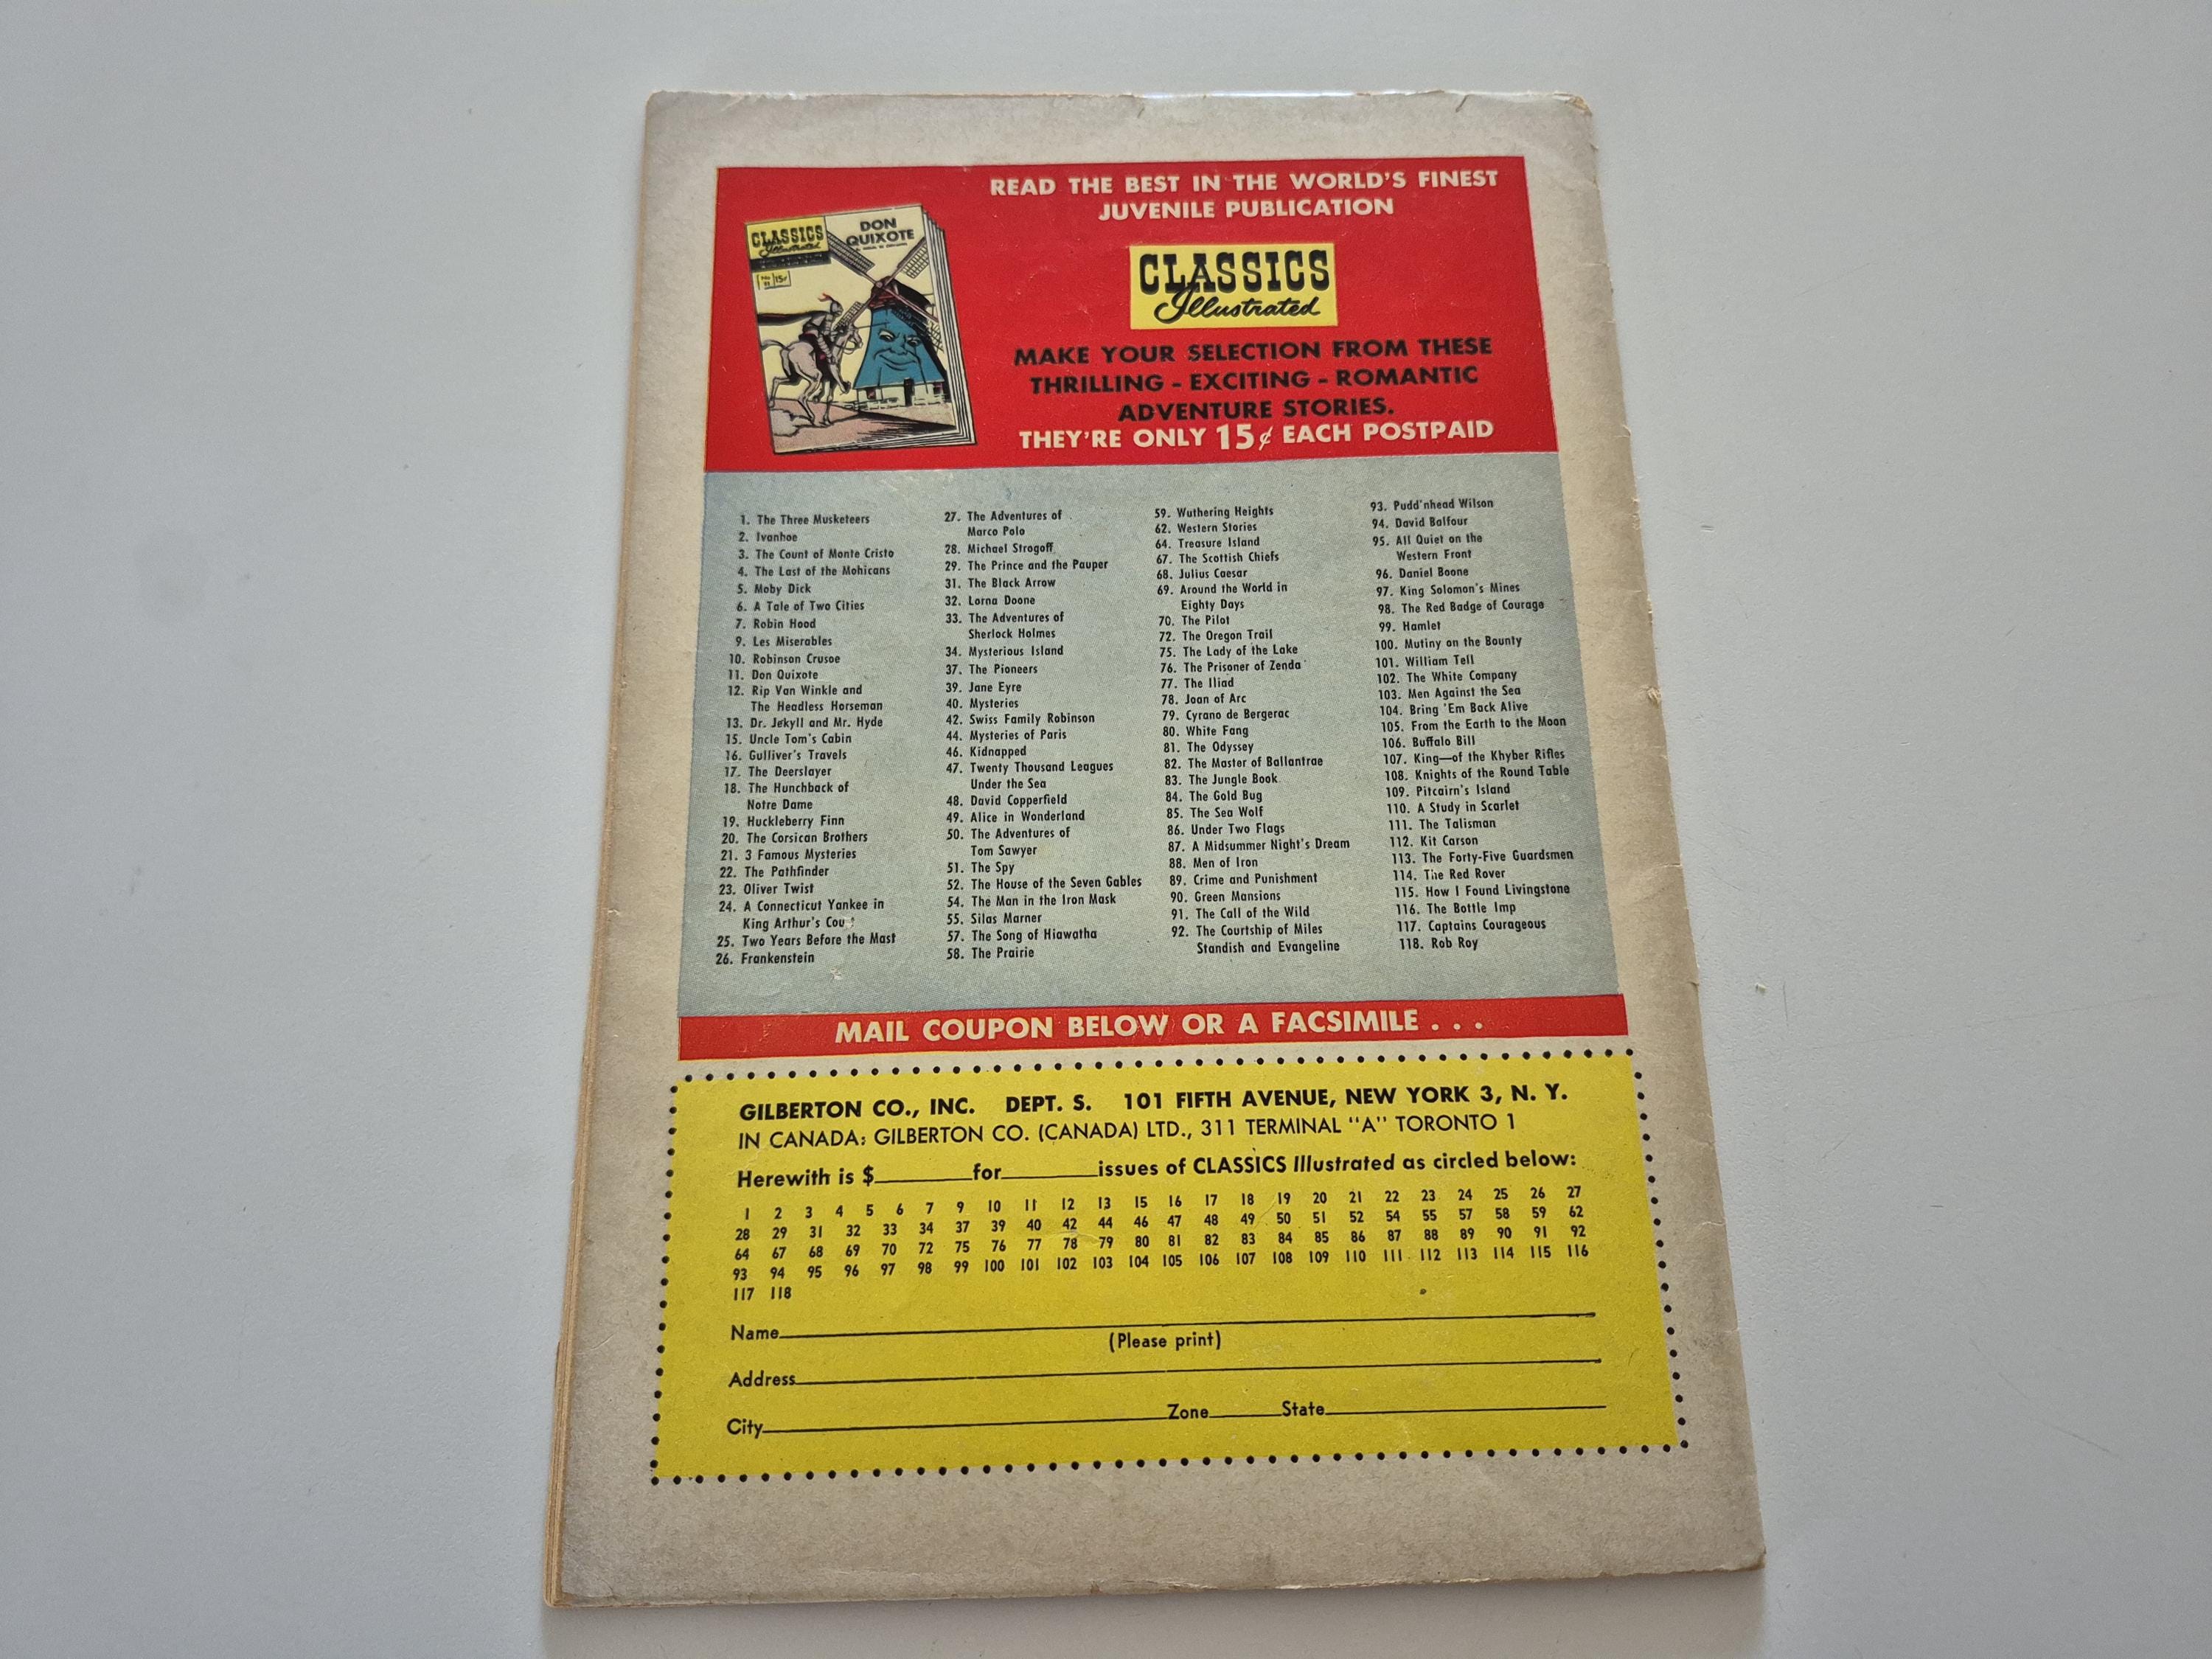 READ THE BEST IN THE WORLD'S FINEST
JUVENILE PUBLICATION
CLASSICS
Illustrated
DON
QUIXOTE
15¢
CLASSICS
Illustrated
MAKE YOUR SELECTION FROM THESE
THRILLING - EXCITING - ROMANTIC
ADVENTURE STORIES.
THEY'RE ONLY 15¢ EACH POSTPAID
1. The Three Musketeers
2. Ivanhoe
3. The Count of Monte Cristo
4. The Last of the Mohicans
5. Moby Dick
6. A Tale of Two Cities
7. Robin Hood
9. Les Miserables
10. Robinson Crusoe
11. Don Quixote
12. Rip Van Winkle and
The Headless Horseman
13. Dr. Jekyll and Mr. Hyde
15. Uncle Tom's Cabin
16. Gulliver's Travels
17. The Deerslayer
18. The Hunchback of
Notre Dame
19. Huckleberry Finn
20. The Corsican Brothers
21. 3 Famous Mysteries
22. The Pathfinder
23. Oliver Twist
24. A Connecticut Yankee in
King Arthur's Cou
25. Two Years Before the Mast
26. Frankenstein
27. The Adventures of
Marco Polo
28. Michael Strogoff
29. The Prince and the Pauper
31. The Black Arrow
32. Lorna Doone
33. The Adventures of
Sherlock Holmes
34. Mysterious Island
37. The Pioneers
39. Jane Eyre
40. Mysteries
42. Swiss Family Robinson
44. Mysteries of Paris
46. Kidnapped
47. Twenty Thousand Leagues
Under the Sea
48. David Copperfield
49. Alice in Wonderland
50. The Adventures of
Tom Sawyer
51. The Spy
52. The House of the Seven Gables
54. The Man in the Iron Mask
55. Silas Marner
57. The Song of Hiawatha
58. The Prairie
59. Wuthering Heights
62. Western Stories
64. Treasure Island
67. The Scottish Chiefs
68. Julius Caesar
69. Around the World in
Eighty Days
70. The Pilot
72. The Oregon Trail
75. The Lady of the Lake
76. The Prisoner of Zenda
77. The Iliad
78. Joan of Arc
79. Cyrano de Bergerac
80. White Fang
81. The Odyssey
82. The Master of Ballantrae
83. The Jungle Book
84. The Gold Bug
85. The Sea Wolf
86. Under Two Flags
87. A Midsummer Night's Dream
88. Men of Iron
89. Crime and Punishment
90. Green Mansions
91. The Call of the Wild
92. The Courtship of Miles
Standish and Evangeline
93. Pudd'nhead Wilson
94. David Balfour
95. All Quiet on the
Western Front
96. Daniel Boone
97. King Solomon's Mines
98. The Red Badge of Courage
99. Hamlet
100. Mutiny on the Bounty
101. William Tell
102. The White Company
103. Men Against the Sea
104. Bring 'Em Back Alive
105. From the Earth to the Moon
106. Buffalo Bill
107. King—of the Khyber Rifles
108. Knights of the Round Table
109. Pitcairn's Island
110. A Study in Scarlet
111. The Talisman
112. Kit Carson
113. The Forty-Five Guardsmen
114. The Red Rover
115. How I Found Livingstone
116. The Bottle Imp
117. Captains Courageous
118. Rob Roy
MAIL COUPON BELOW OR A FACSIMILE . . .
GILBERTON CO., INC. DEPT. S. 101 FIFTH AVENUE, NEW YORK 3, N. Y.
IN CANADA: GILBERTON CO. (CANADA) LTD., 311 TERMINAL "A" TORONTO 1
Herewith is $________for________issues of CLASSICS Illustrated as circled below:
1 2 3 4 5 6 7 9 10 11 12 13 15 16 17 18 19 20 21 22 23 24 25 26 27
28 29 31 32 33 34 37 39 40 42 44 46 47 48 49 50 51 52 54 55 57 58 59 62
64 67 68 69 70 72 75 76 77 78 79 80 81 82 83 84 85 86 87 88 89 90 91 92
93 94 95 96 97 98 99 100 101 102 103 104 105 106 107 108 109 110 111 112 113 114 115 116
117 118
Name
(Please print)
Address
City Zone State